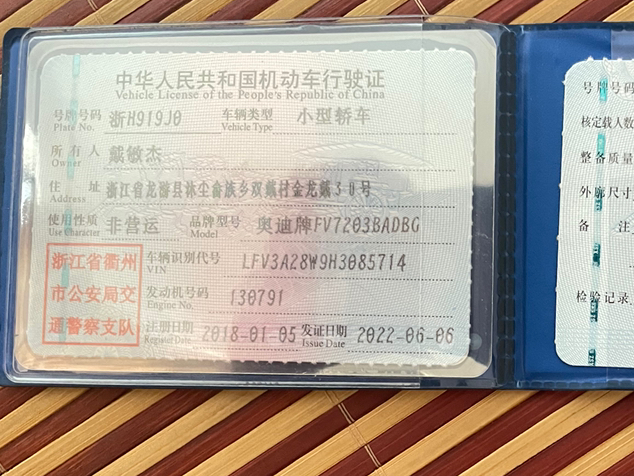 中华人民共和国机动车行驶证
Vehicle License of the People's Republic of China
号牌号码 Plate No. 浙H919J0 车辆类型 Vehicle Type 小型轿车
所有人 Owner 戴敏杰
住址 Address 浙江省龙游县沐尘畲族乡双戴村金龙 30号
使用性质 Use Character 非营运 品牌型号 Model 奥迪牌FV7203BADBG
车辆识别代号 VIN LFV3A28W9H3085714
发动机号码 Engine No. 130791
注册日期 Register Date 2018-01-05 发证日期 Issue Date 2022-06-06
浙江省衢州
市公安局交
通警察支队
号牌号码
核定载人数
整备质量
外廓尺寸
备 注
检验记录